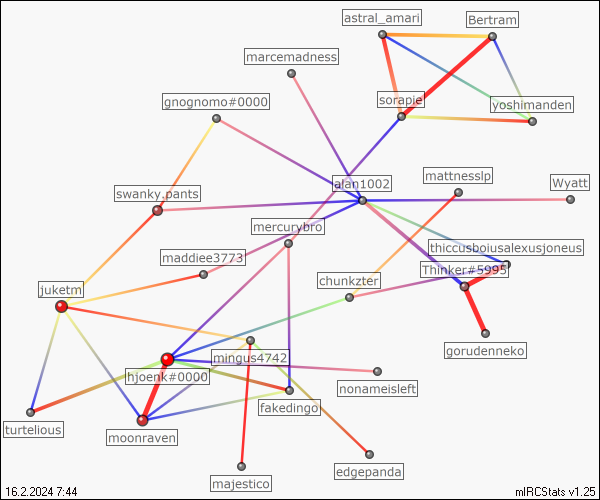 astral_amari
Bertram
marcemadness
gnognomo#0000
sorapie
yoshimanden
alan1002
mattnesslp
Wyatt
swanky.pants
mercurybro
thiccusboiusalexusjoneus
maddiee3773
Thinker#5995
chunkzter
juketm
gorudenneko
mingus4742
hjoenk#0000
nonameisleft
fakedingo
turtelious
moonraven
edgepanda
majestico
16.2.2024 7:44
mIRCStats v1.25